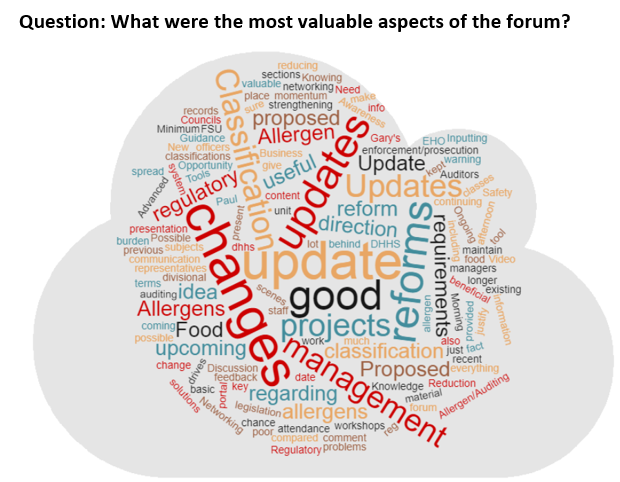 Question: What were the most valuable aspects of the forum?
reducing
sections Knowing
valuable networking Need
place momentum make
sure strengthening Awareness info
records proposed
Councils Allergen
Minimum FSU
Guidance
New officers
classifications
Classification
Business
give
useful
updates
Gary's
EHO Inputting
enforcement/prosecution
Update kept warning
Auditors
Opportunity
Tools
system
spread
Advanced
regulatory
Paul
content
unit
Updates
classes
Safety
continuing
reform
direction
presentation
Possible
burden
previous subjects
communication
representatives
divisional
changes
present
dhhs
lot behind DHHS
reforms
requirements
including
Ongoing
afternoon
tool
maintain
food Video
managers
longer
beneficial existing
terms
auditing idea
Allergens
update
scenes
staff
good
projects
allergen
Morning
provided
justify
information
coming Food
possible
upcoming
work
much
management
classification
also
just fact
recent
change
drives
Discussion
feedback
date
Proposed everything
solutions
basic
portal
key
regarding
Knowledge Reduction
material
Allergen/Auditing
Networking
legislation
allergens
forum
chance
poor attendance workshops
reg
compared comment
Regulatory problems